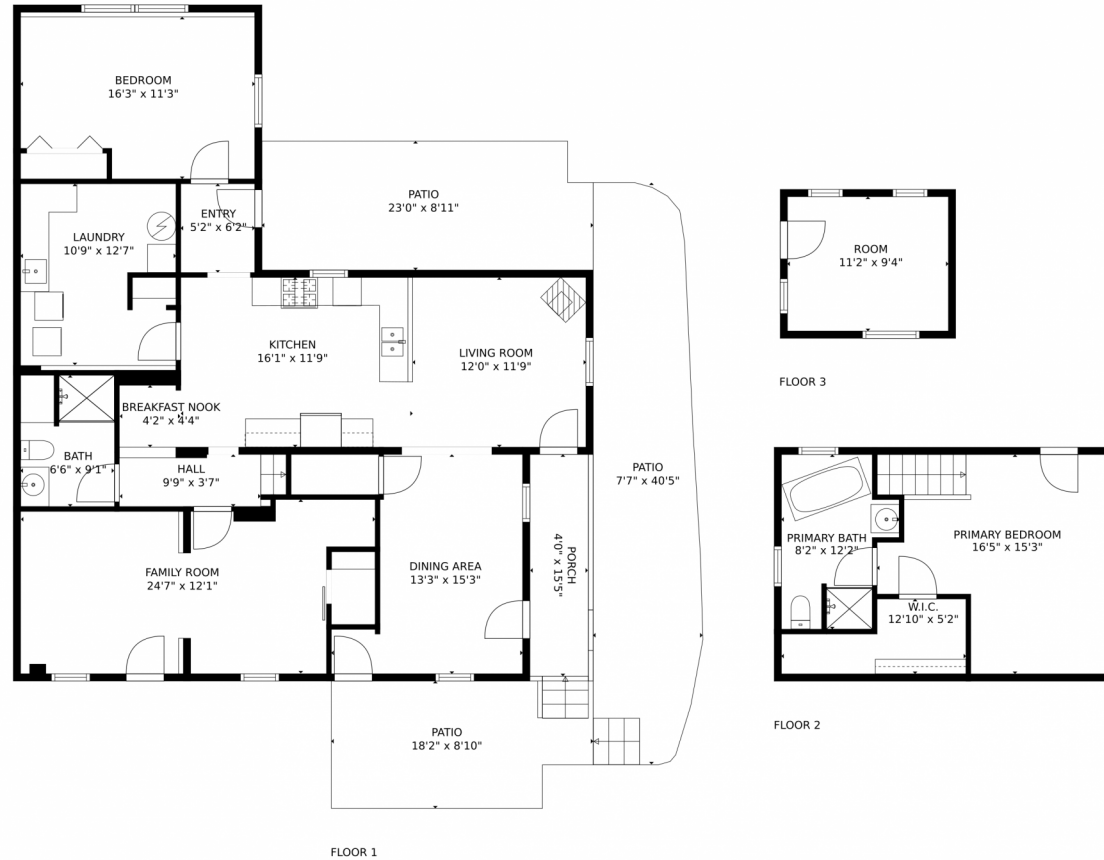 BEDROOM
16'3" x 11'3"
PATIO
23'0" x 8'11"
ENTRY
5'2" x 6'2"
LAUNDRY
10'9" x 12'7"
KITCHEN
16'1" x 11'9"
LIVING ROOM
12'0" x 11'9"
BREAKFAST NOOK
4'2" x 4'4"
BATH
6'6" x 9'1"
HALL
9'9" x 3'7"
PATIO
7'7" x 40'5"
FAMILY ROOM
24'7" x 12'1"
DINING AREA
13'3" x 15'3"
PORCH
4'0" x 15'5"
PATIO
18'2" x 8'10"
FLOOR 1
ROOM
11'2" x 9'4"
FLOOR 3
PRIMARY BATH
8'2" x 12'2"
PRIMARY BEDROOM
16'5" x 15'3"
W.I.C.
12'10" x 5'2"
FLOOR 2